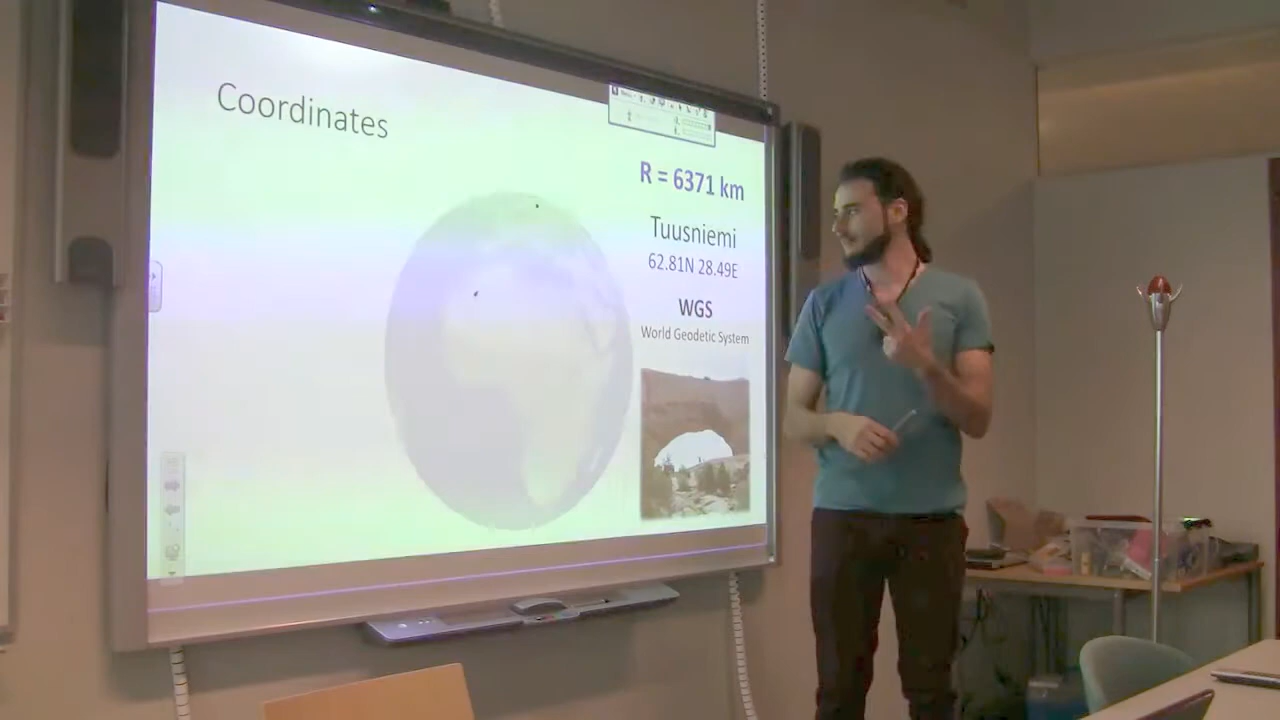 Coordinates
R = 6371 km
Tuusniemi
62.81N 28.49E
WGS
World Geodetic System